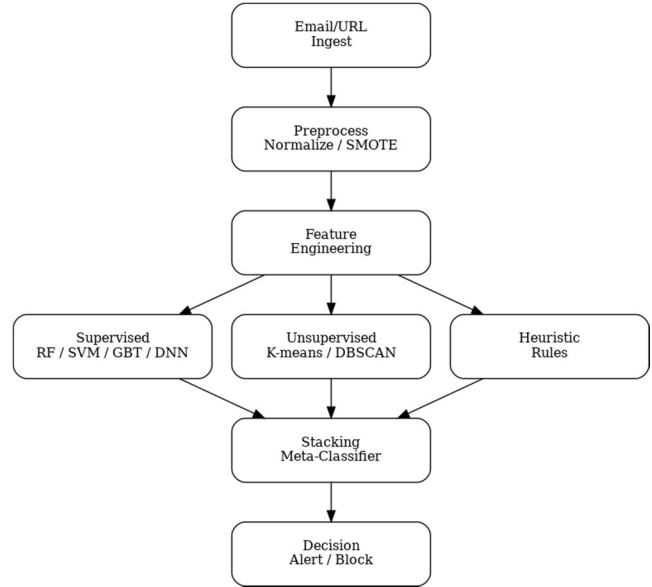 Email/URL
Ingest
Preprocess
Normalize / SMOTE
Feature
Engineering
Supervised
RF / SVM / GBT / DNN
Unsupervised
K-means / DBSCAN
Heuristic
Rules
Stacking
Meta-Classifier
Decision
Alert / Block